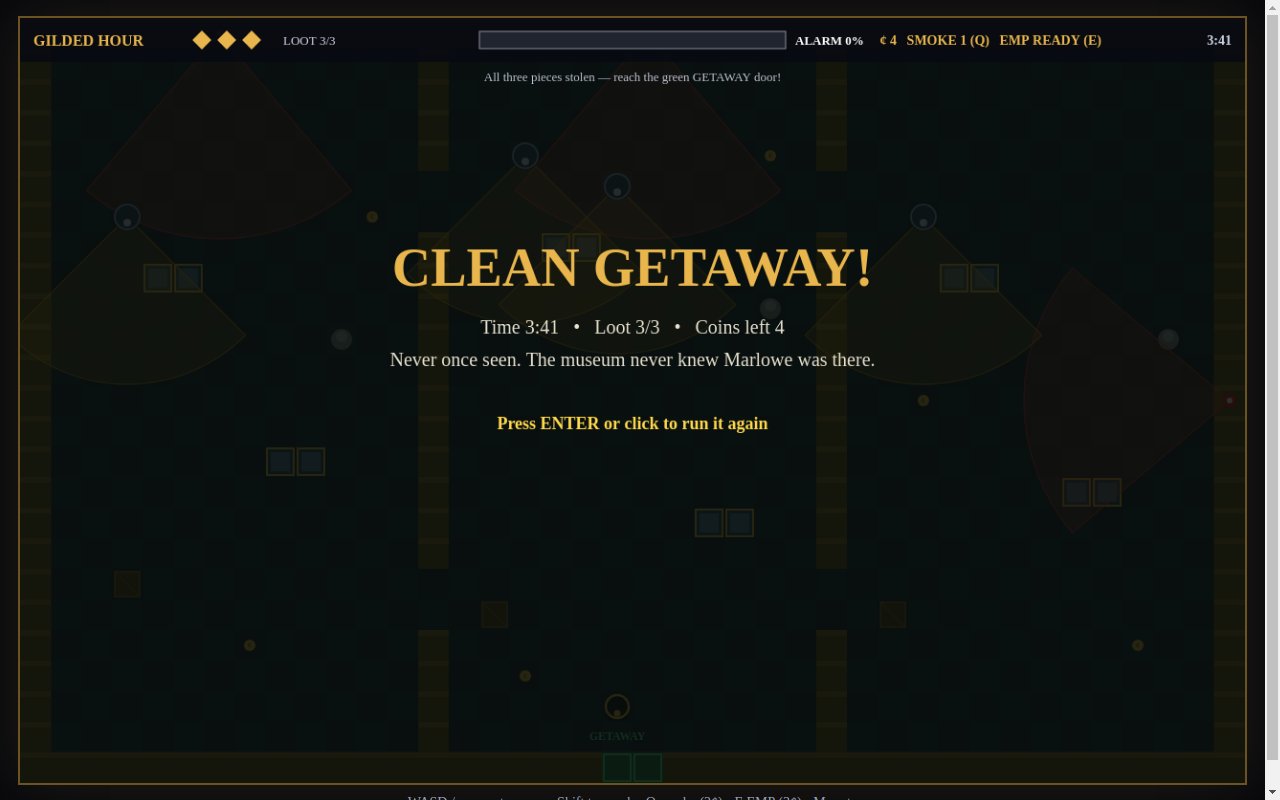 GILDED HOUR LOOT 3/3 ALARM 0% ¢ 4 SMOKE 1 (Q) EMP READY (E) 3:41
All three pieces stolen — reach the green GETAWAY door!
CLEAN GETAWAY!
Time 3:41 • Loot 3/3 • Coins left 4
Never once seen. The museum never knew Marlowe was there.
Press ENTER or click to run it again
GETAWAY